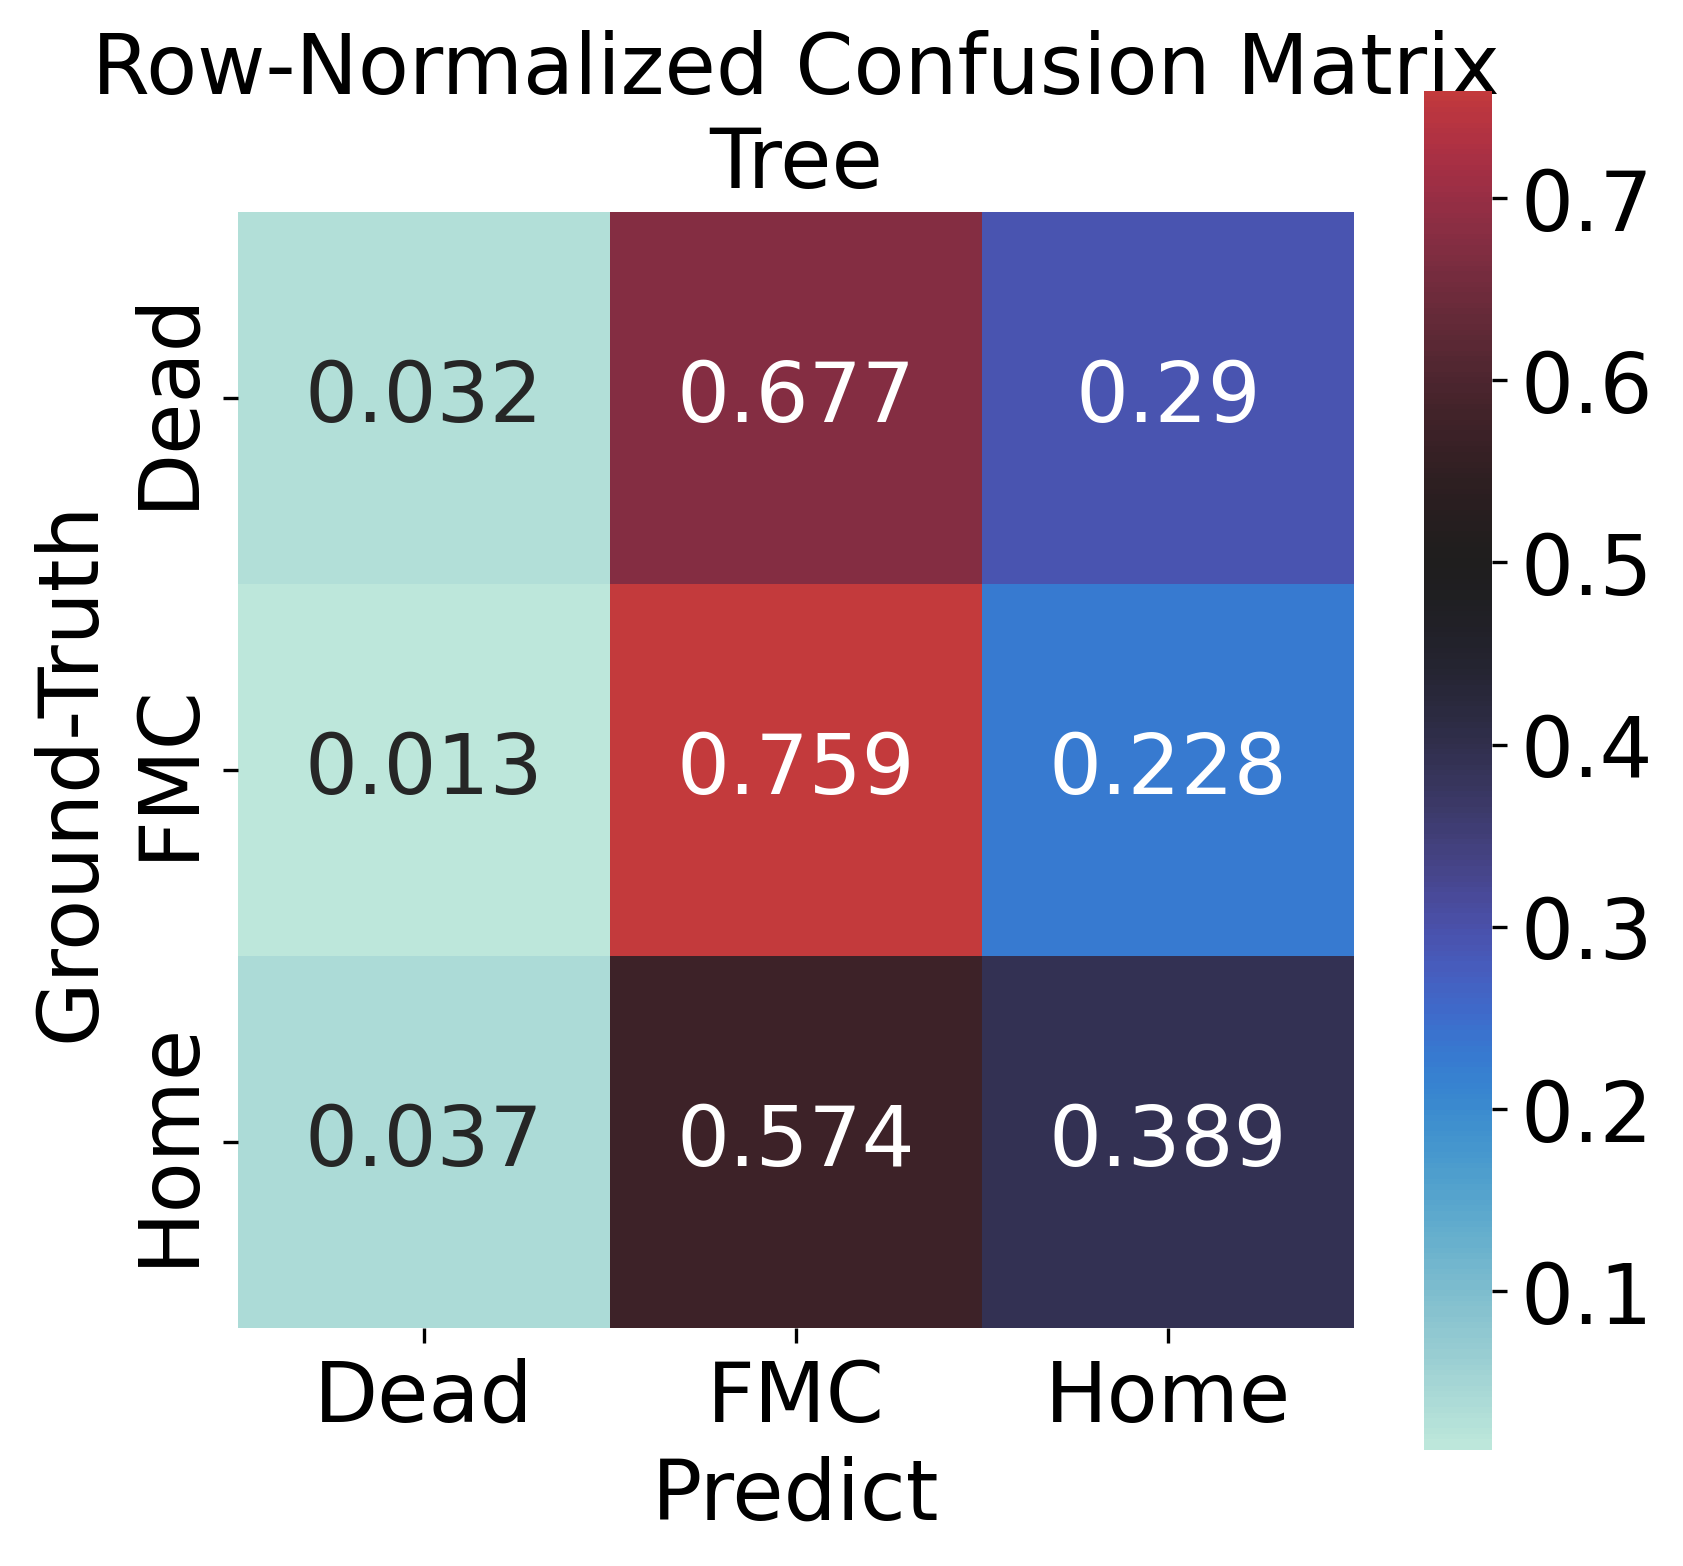 Row-Normalized Confusion Matrix
Tree
Ground-Truth
Dead
0.032 0.677 0.29
FMC
0.013 0.759 0.228
Home
0.037 0.574 0.389
Dead FMC Home
Predict
0.7
0.6
0.5
0.4
0.3
0.2
0.1